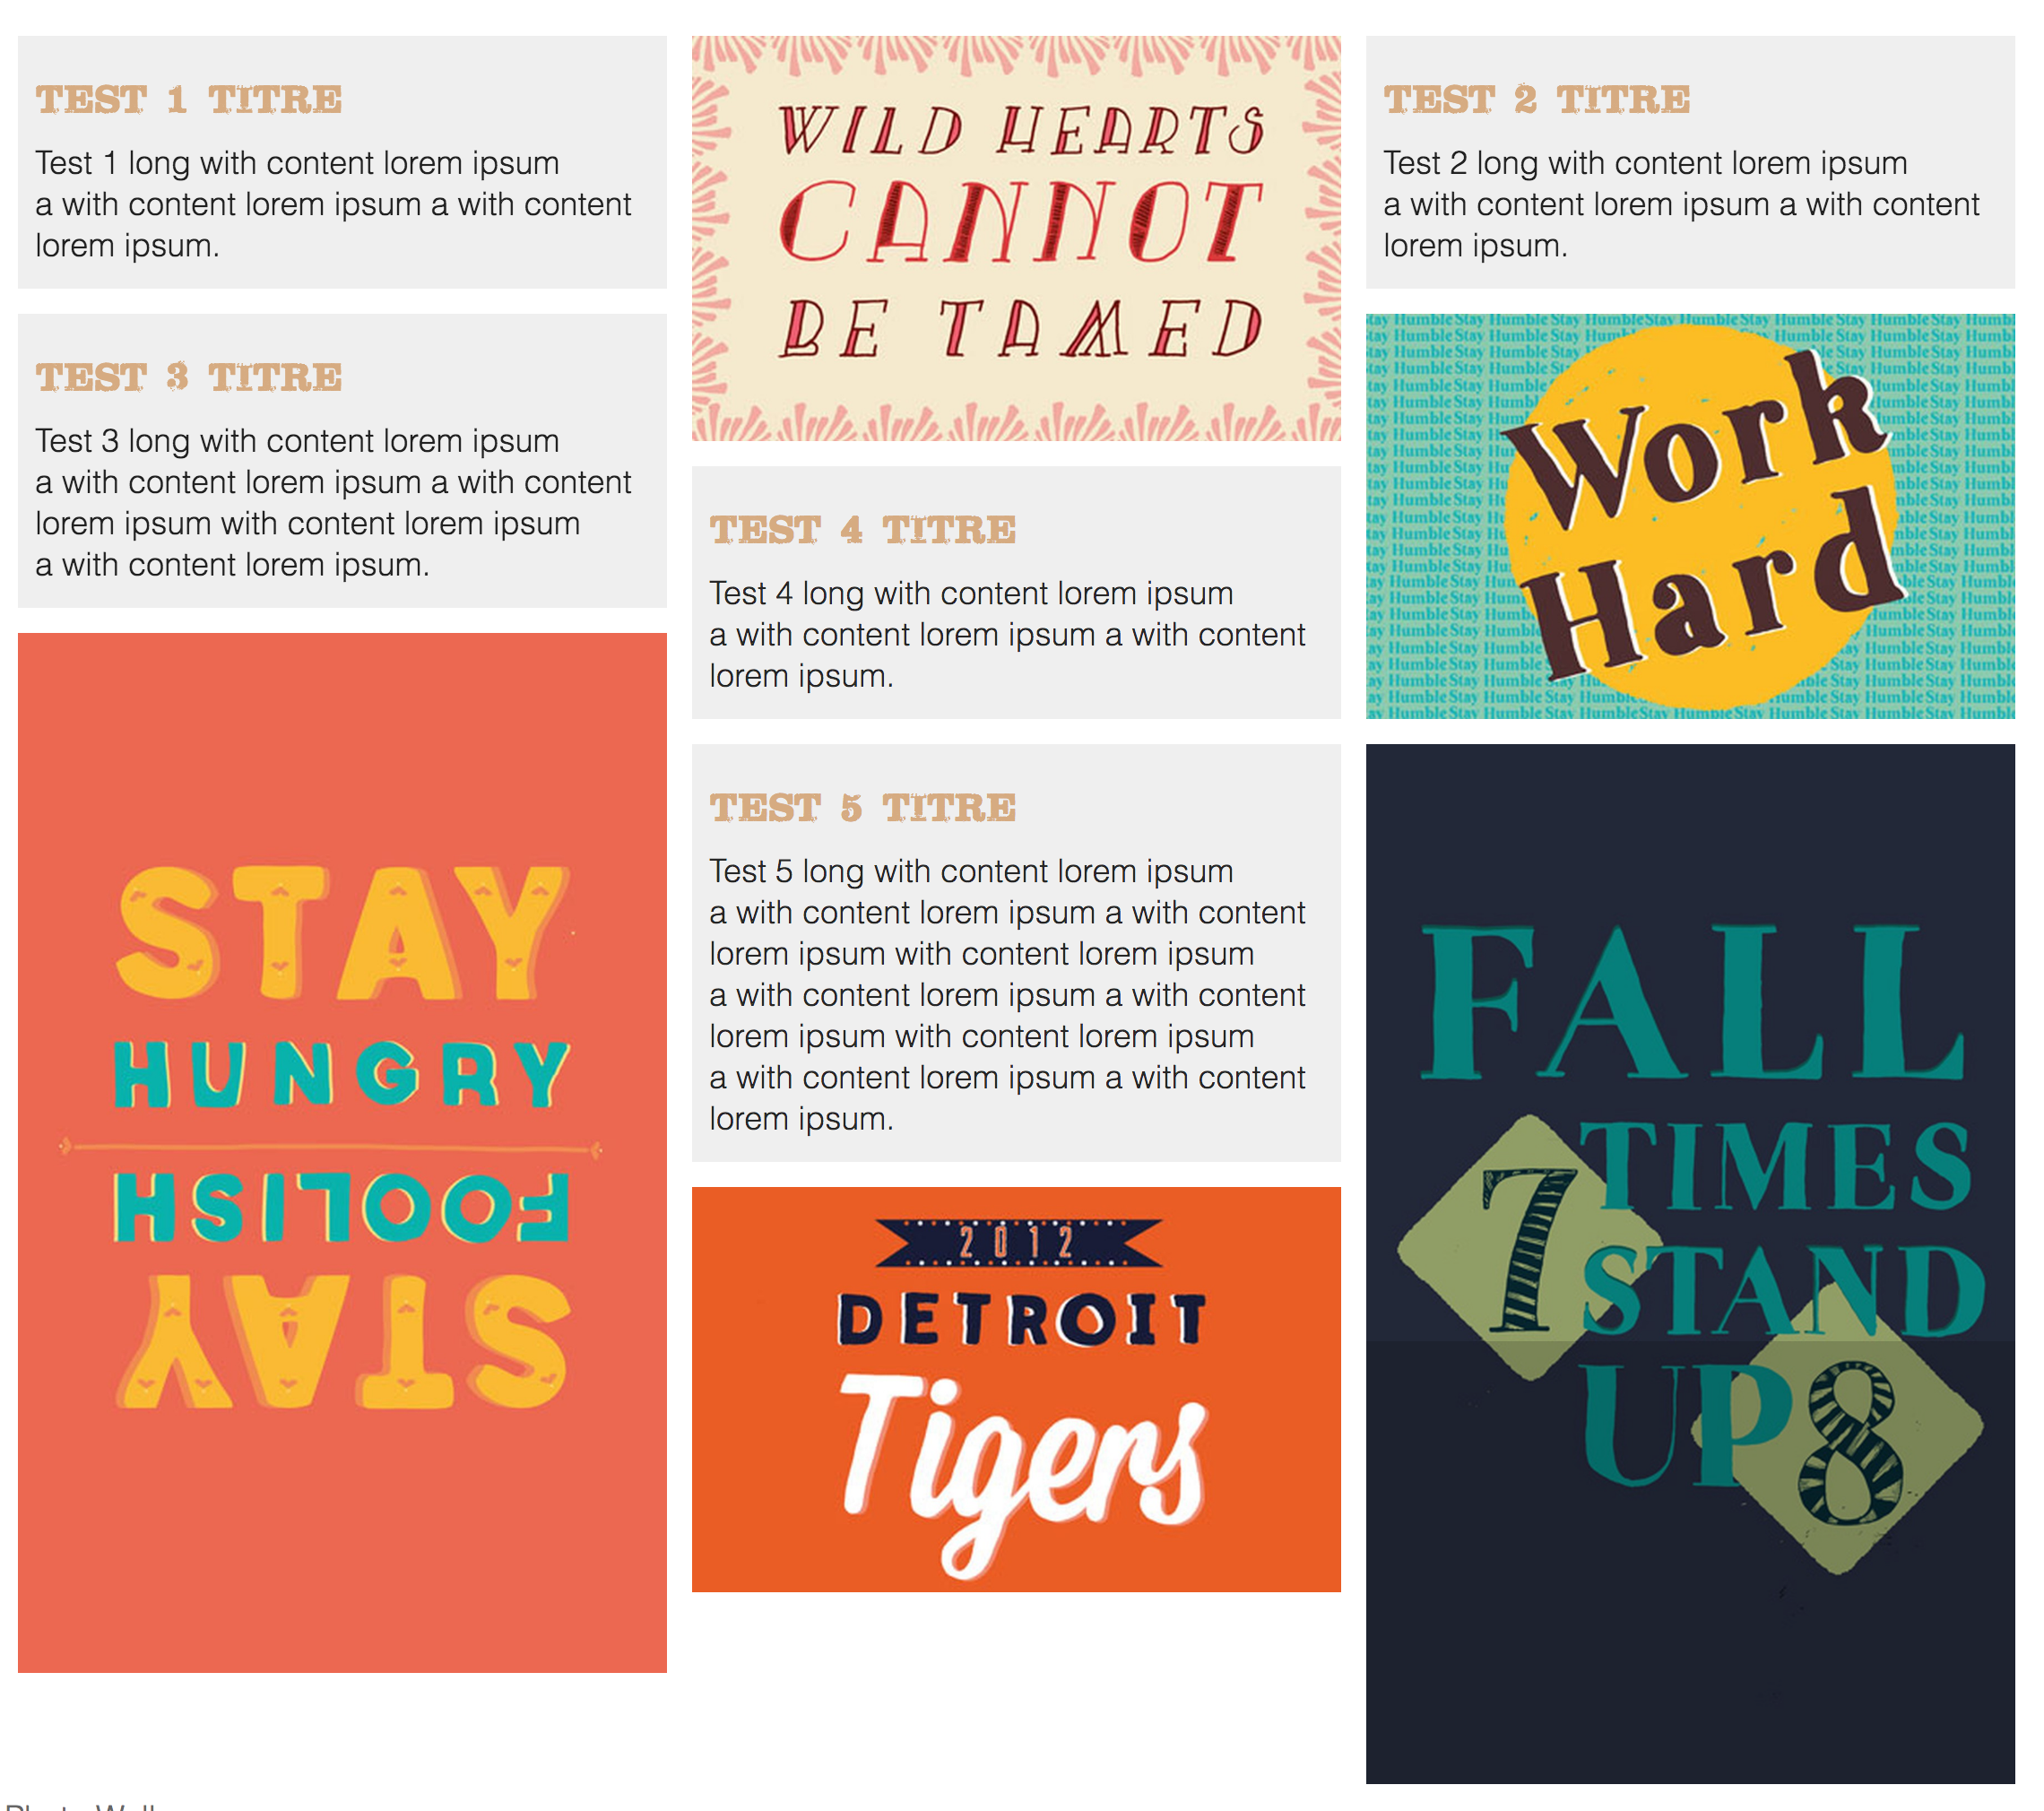 TEST 1 TITRE
Test 1 long with content lorem ipsum
a with content lorem ipsum a with content
lorem ipsum.
TEST 3 TITRE
Test 3 long with content lorem ipsum
a with content lorem ipsum a with content
lorem ipsum with content lorem ipsum
a with content lorem ipsum.
STAY
HUNGRY
FOOLISH
STAY
WILD HEARTS
CANNOT
BE TAMED
TEST 4 TITRE
Test 4 long with content lorem ipsum
a with content lorem ipsum a with content
lorem ipsum.
TEST 5 TITRE
Test 5 long with content lorem ipsum
a with content lorem ipsum a with content
lorem ipsum with content lorem ipsum
a with content lorem ipsum a with content
lorem ipsum with content lorem ipsum
a with content lorem ipsum a with content
lorem ipsum.
2012
DETROIT
Tigers
TEST 2 TITRE
Test 2 long with content lorem ipsum
a with content lorem ipsum a with content
lorem ipsum.
Humble Stay Humble Stay Humble Stay Humble Stay Humble Stay Humble Stay
Work
Hard
FALL
7 TIMES
STAND
UP 8